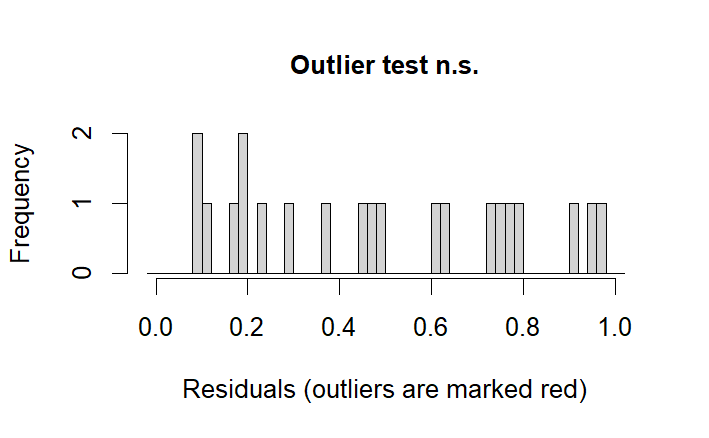 Outlier test n.s.
Frequency
2
1
0
0.0 0.2 0.4 0.6 0.8 1.0
Residuals (outliers are marked red)